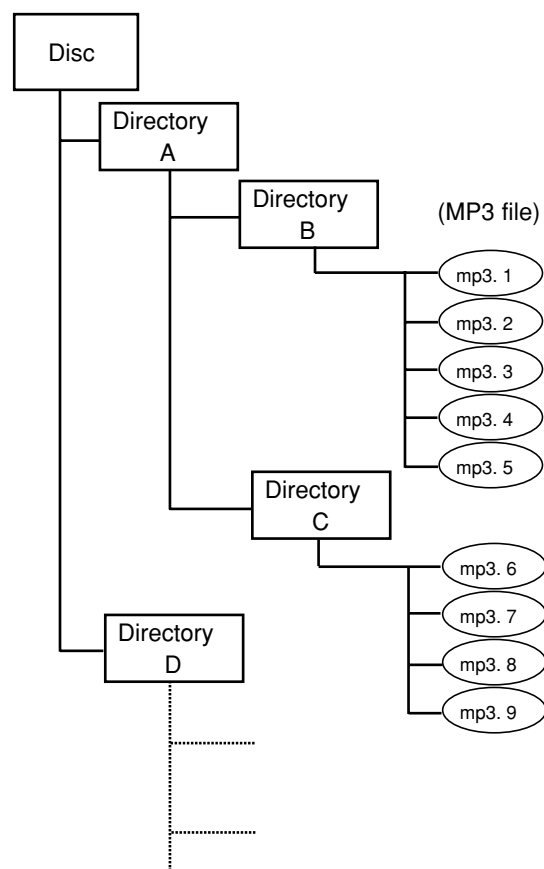 Disc
Directory
A
Directory
B
(MP3 file)
mp3. 1
mp3. 2
mp3. 3
mp3. 4
mp3. 5
Directory
C
mp3. 6
mp3. 7
mp3. 8
mp3. 9
Directory
D